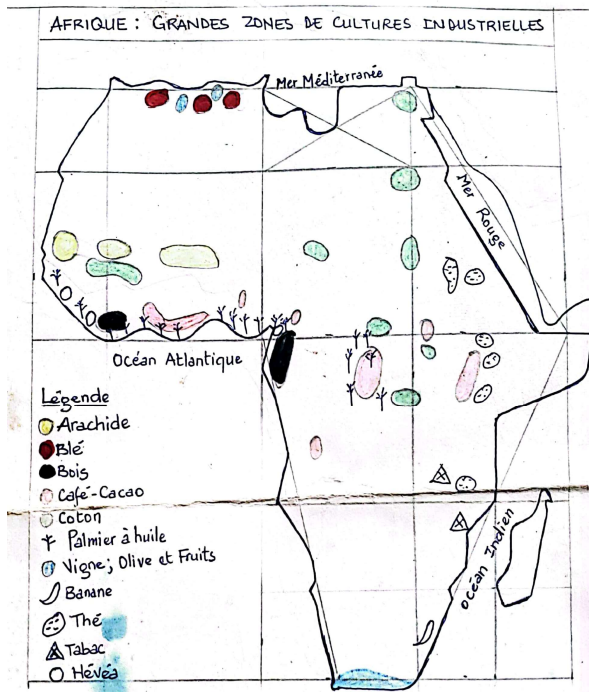 AFRIQUE : GRANDES ZONES DE CULTURES INDUSTRIELLES
Mer Méditerranée
Mer Rouge
Océan Atlantique
Océan Indien
Légende
Arachide
Blé
Bois
Café-Cacao
Coton
Palmier à huile
Vigne; Olive et Fruits
Banane
Thé
Tabac
Hévéa